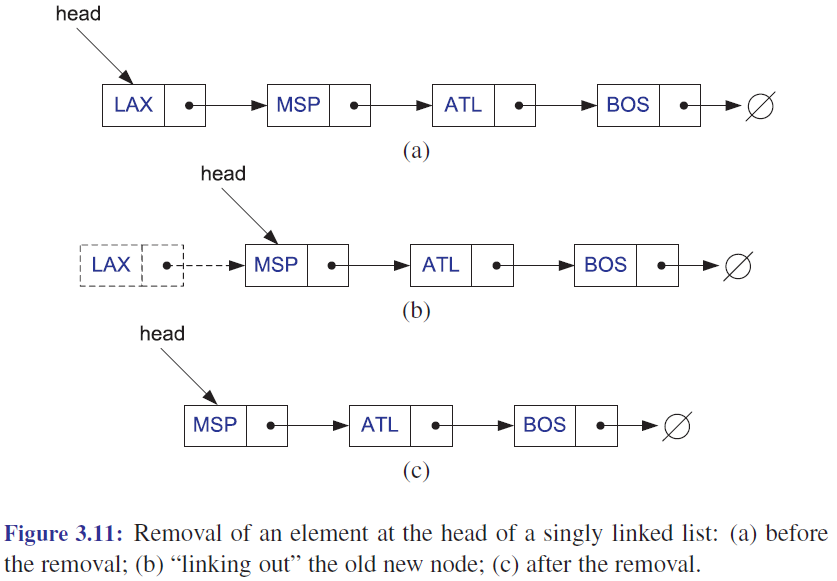 head
LAX MSP ATL BOS ∅
(a)
head
LAX MSP ATL BOS ∅
(b)
head
MSP ATL BOS ∅
(c)
Figure 3.11: Removal of an element at the head of a singly linked list: (a) before
the removal; (b) “linking out” the old new node; (c) after the removal.